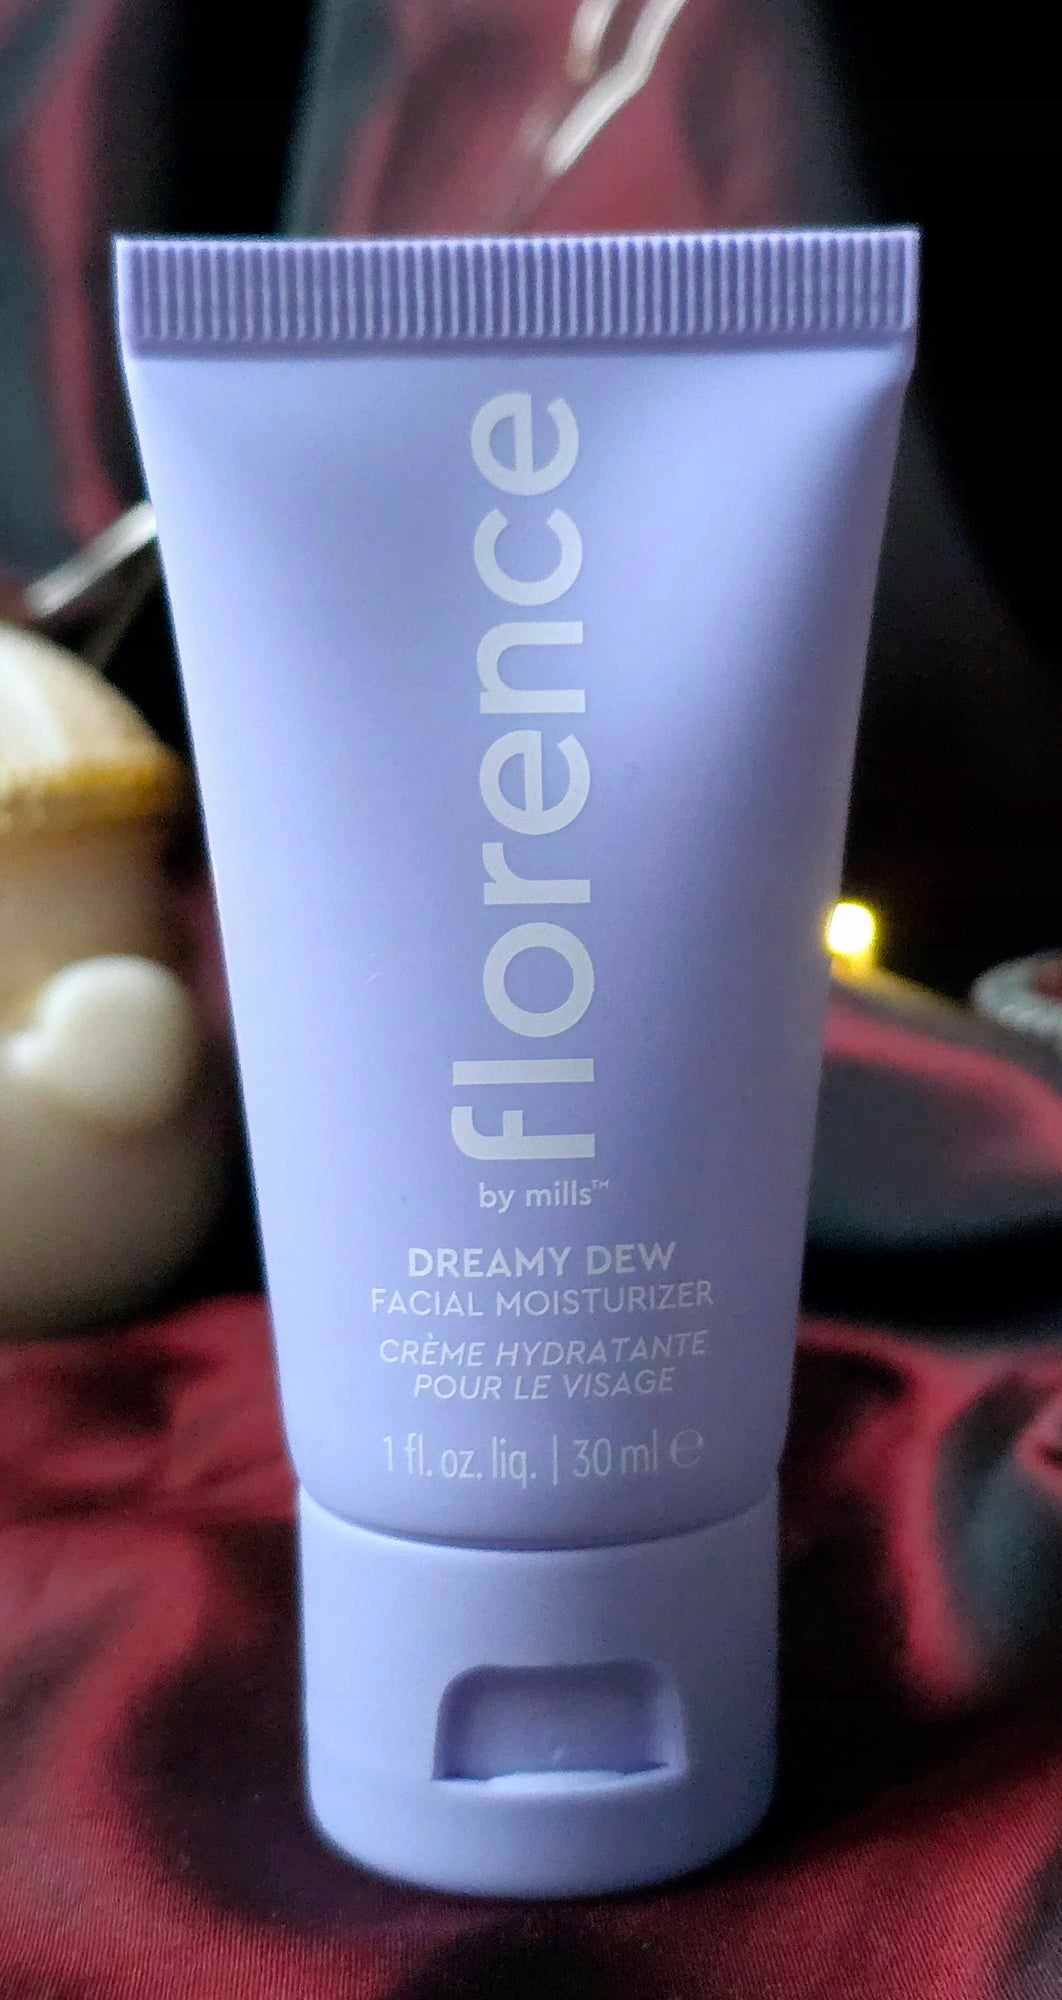 florence
by mills™
DREAMY DEW
FACIAL MOISTURIZER
CRÈME HYDRATANTE
POUR LE VISAGE
1 fl. oz. liq. | 30 ml ℮